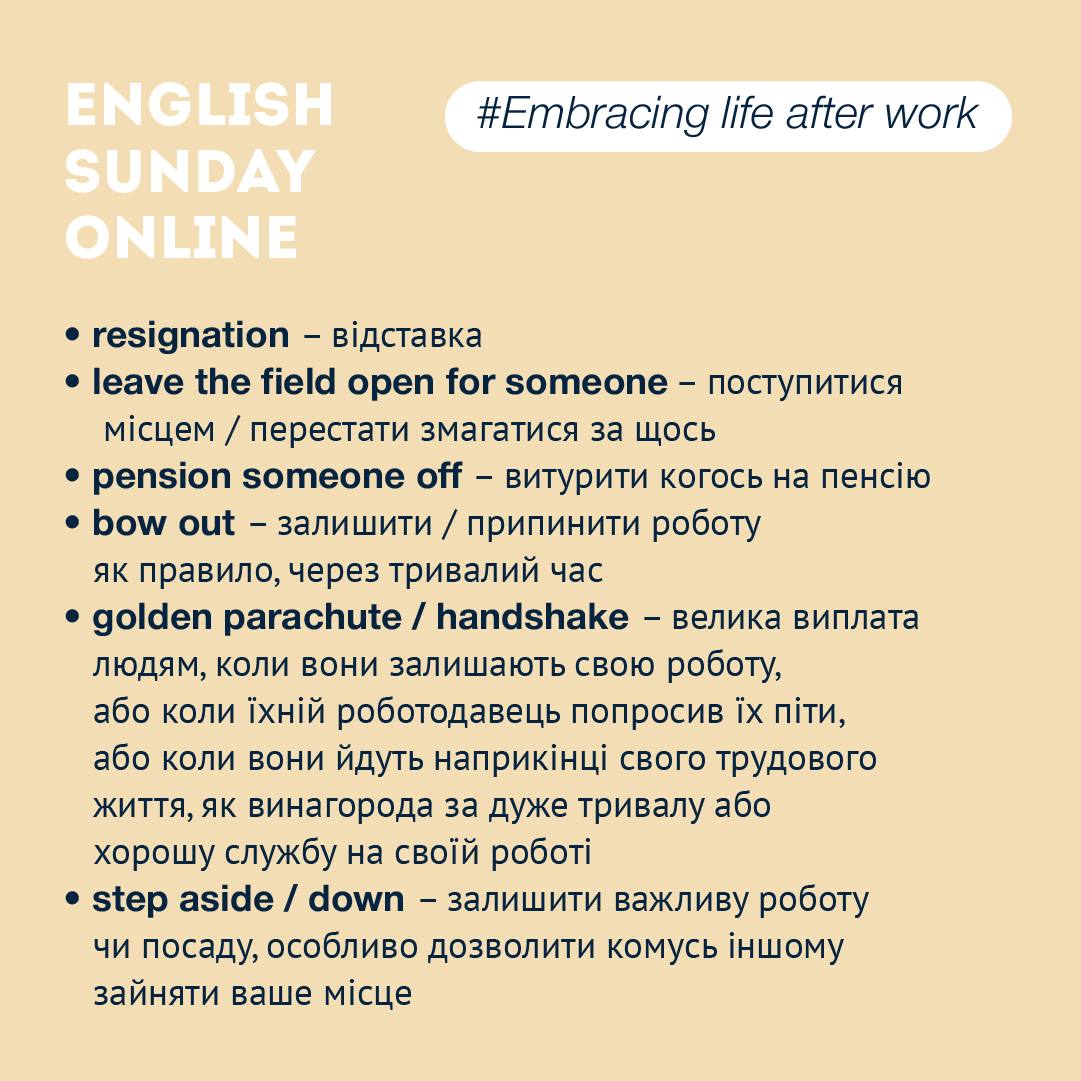 ENGLISH
SUNDAY
ONLINE
#Embracing life after work
• resignation – відставка
• leave the field open for someone – поступитися
місцем / перестати змагатися за щось
• pension someone off – витурити когось на пенсію
• bow out – залишити / припинити роботу
як правило, через тривалий час
• golden parachute / handshake – велика виплата
людям, коли вони залишають свою роботу,
або коли їхній роботодавець попросив їх піти,
або коли вони йдуть наприкінці свого трудового
життя, як винагорода за дуже тривалу або
хорошу службу на своїй роботі
• step aside / down – залишити важливу роботу
чи посаду, особливо дозволити комусь іншому
зайняти ваше місце